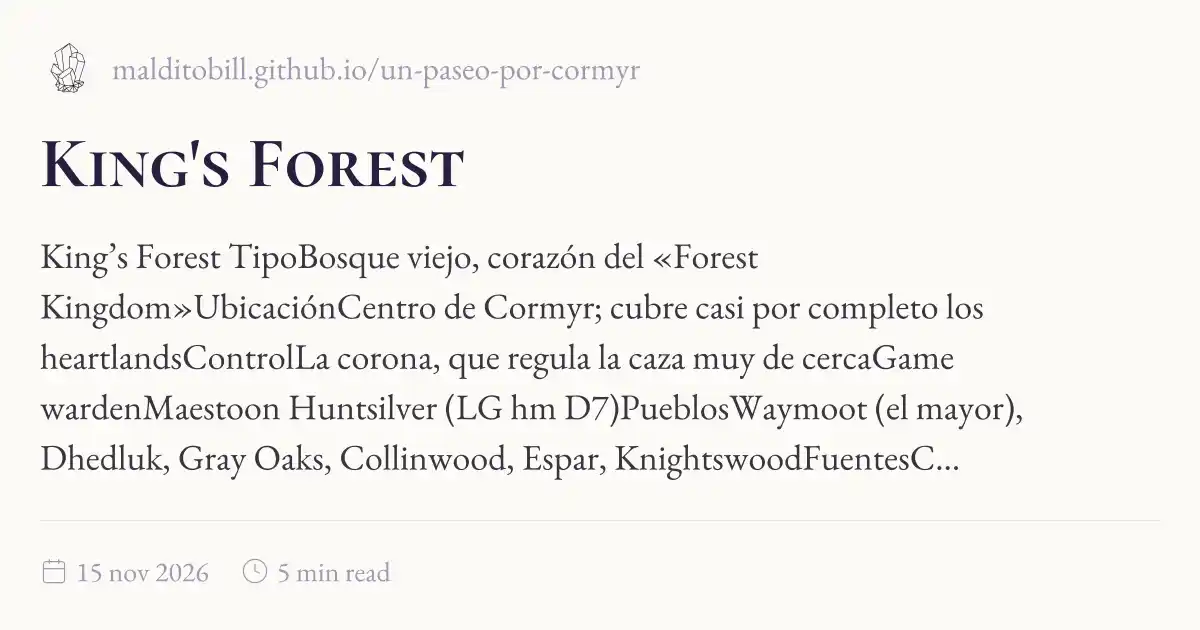 malditobill.github.io/un-paseo-por-cormyr
King's Forest
King’s Forest TipoBosque viejo, corazón del «Forest
Kingdom»UbicaciónCentro de Cormyr; cubre casi por completo los
heartlandsControlLa corona, que regula la caza muy de cercaGame
wardenMaestoon Huntsilver (LG hm D7)PueblosWaymoot (el mayor),
Dhedluk, Gray Oaks, Collinwood, Espar, KnightswoodFuentesC...
15 nov 2026 5 min read